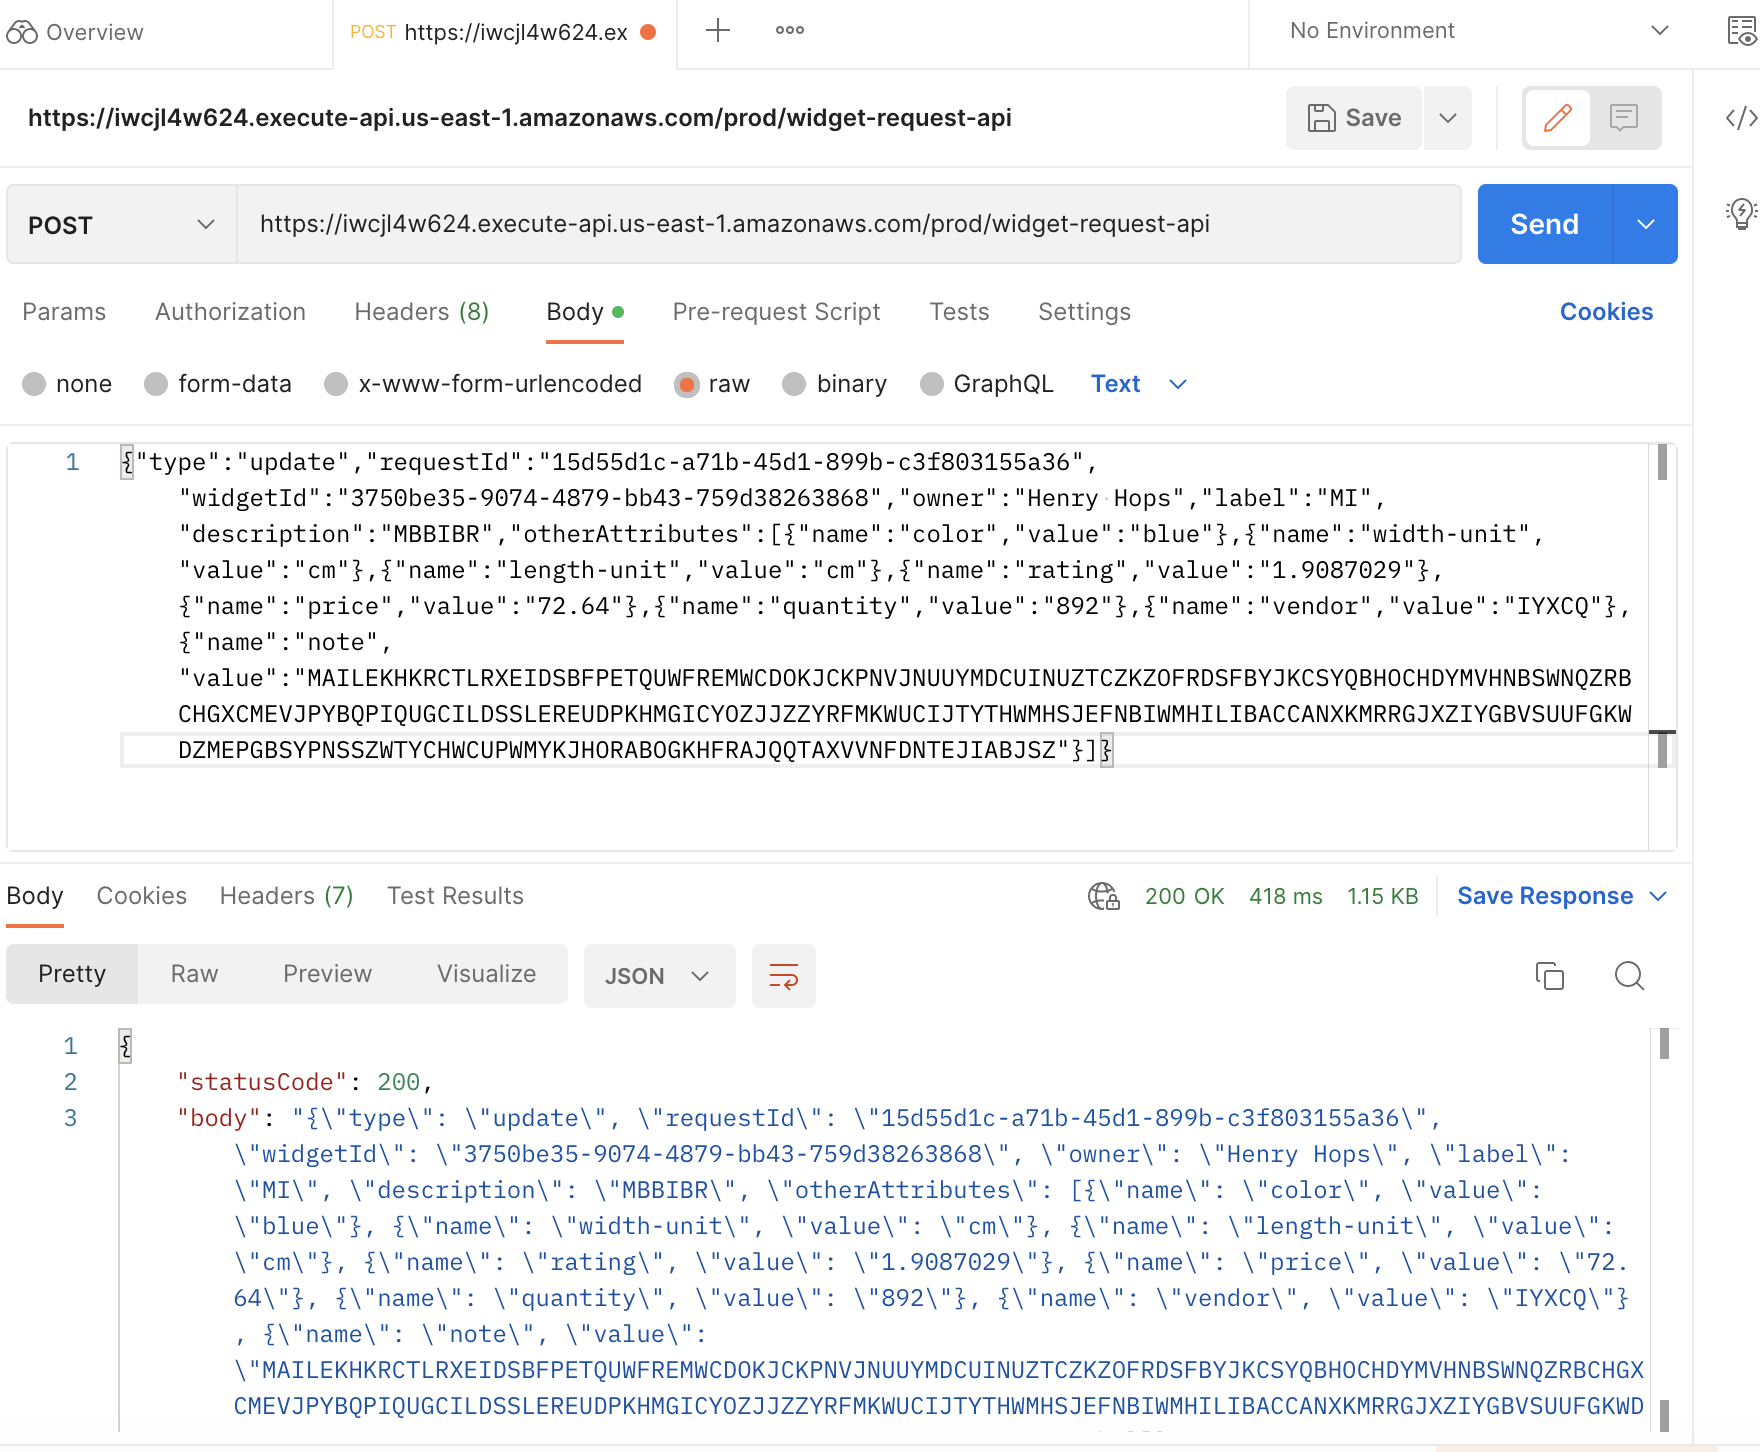 Overview
POST https://iwcjl4w624.ex
No Environment
https://iwcjl4w624.execute-api.us-east-1.amazonaws.com/prod/widget-request-api
Save
POST
https://iwcjl4w624.execute-api.us-east-1.amazonaws.com/prod/widget-request-api
Send
Params Authorization Headers (8) Body Pre-request Script Tests Settings Cookies
none form-data x-www-form-urlencoded raw binary GraphQL Text
1 {"type":"update","requestId":"15d55d1c-a71b-45d1-899b-c3f803155a36",
"widgetId":"3750be35-9074-4879-bb43-759d38263868","owner":"Henry Hops","label":"MI",
"description":"MBBIBR","otherAttributes":[{"name":"color","value":"blue"},{"name":"width-unit",
"value":"cm"},{"name":"length-unit","value":"cm"},{"name":"rating","value":"1.9087029"},
{"name":"price","value":"72.64"},{"name":"quantity","value":"892"},{"name":"vendor","value":"IYXCQ"},
{"name":"note",
"value":"MAILEKHKRCTLRXEIDSBFPETQUWFREMWCDOKJCKPNVJNUUYMDCUINUZTCZKZOFRDSFBYJKCSYQBHOCHDYMVHNBSWNQZRB
CHGXCMEVJPYBQPIQUGCILDSSLEREUDPKHMGICYOZJJZZYRFMKWUCIJTYTHWMHSJEFNBIWMHILIBACCANXKMRRGJXZIYGBVSUUFGKW
DZMEPGBSYPNSSZWTYCHWCUPWMYKJHORABOGKHFRAJQQTAXVVNFDNTEJIABJSZ"}]}
Body Cookies Headers (7) Test Results 200 OK 418 ms 1.15 KB Save Response
Pretty Raw Preview Visualize JSON
1 {
2 "statusCode": 200,
3 "body": "{\"type\": \"update\", \"requestId\": \"15d55d1c-a71b-45d1-899b-c3f803155a36\",
\"widgetId\": \"3750be35-9074-4879-bb43-759d38263868\", \"owner\": \"Henry Hops\", \"label\":
\"MI\", \"description\": \"MBBIBR\", \"otherAttributes\": [{\"name\": \"color\", \"value\":
\"blue\"}, {\"name\": \"width-unit\", \"value\": \"cm\"}, {\"name\": \"length-unit\", \"value\":
\"cm\"}, {\"name\": \"rating\", \"value\": \"1.9087029\"}, {\"name\": \"price\", \"value\": \"72.
64\"}, {\"name\": \"quantity\", \"value\": \"892\"}, {\"name\": \"vendor\", \"value\": \"IYXCQ\"}
, {\"name\": \"note\", \"value\":
\"MAILEKHKRCTLRXEIDSBFPETQUWFREMWCDOKJCKPNVJNUUYMDCUINUZTCZKZOFRDSFBYJKCSYQBHOCHDYMVHNBSWNQZRBCHGX
CMEVJPYBQPIQUGCILDSSLEREUDPKHMGICYOZJJZZYRFMKWUCIJTYTHWMHSJEFNBIWMHILIBACCANXKMRRGJXZIYGBVSUUFGKWD